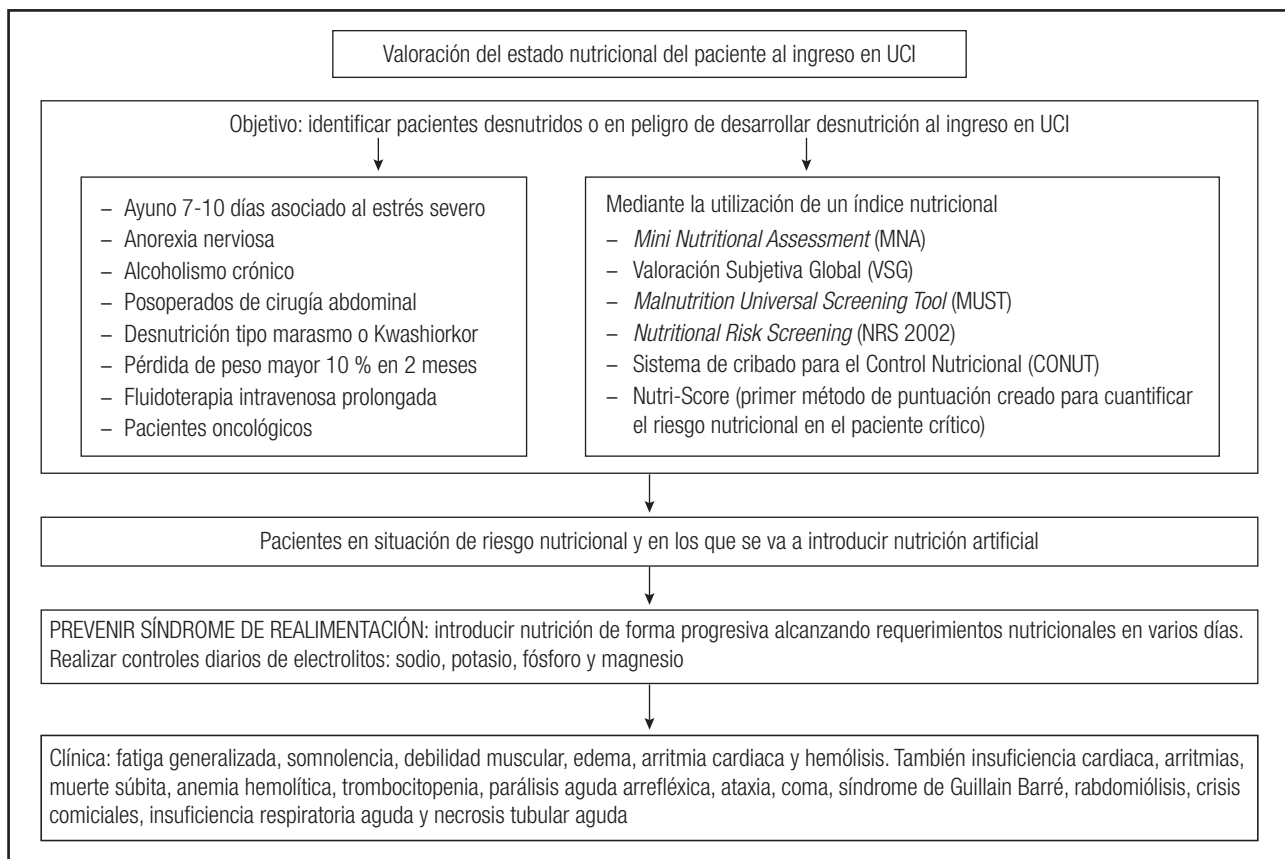 Valoración del estado nutricional del paciente al ingreso en UCI
Objetivo: identificar pacientes desnutridos o en peligro de desarrollar desnutrición al ingreso en UCI
– Ayuno 7-10 días asociado al estrés severo
– Anorexia nerviosa
– Alcoholismo crónico
– Posoperados de cirugía abdominal
– Desnutrición tipo marasmo o Kwashiorkor
– Pérdida de peso mayor 10 % en 2 meses
– Fluidoterapia intravenosa prolongada
– Pacientes oncológicos
Mediante la utilización de un índice nutricional
– Mini Nutritional Assessment (MNA)
– Valoración Subjetiva Global (VSG)
– Malnutrition Universal Screening Tool (MUST)
– Nutritional Risk Screening (NRS 2002)
– Sistema de cribado para el Control Nutricional (CONUT)
– Nutri-Score (primer método de puntuación creado para cuantificar
el riesgo nutricional en el paciente crítico)
Pacientes en situación de riesgo nutricional y en los que se va a introducir nutrición artificial
PREVENIR SÍNDROME DE REALIMENTACIÓN: introducir nutrición de forma progresiva alcanzando requerimientos nutricionales en varios días.
Realizar controles diarios de electrolitos: sodio, potasio, fósforo y magnesio
Clínica: fatiga generalizada, somnolencia, debilidad muscular, edema, arritmia cardiaca y hemólisis. También insuficiencia cardiaca, arritmias,
muerte súbita, anemia hemolítica, trombocitopenia, parálisis aguda arrefléxica, ataxia, coma, síndrome de Guillain Barré, rabdomiólisis, crisis
comiciales, insuficiencia respiratoria aguda y necrosis tubular aguda